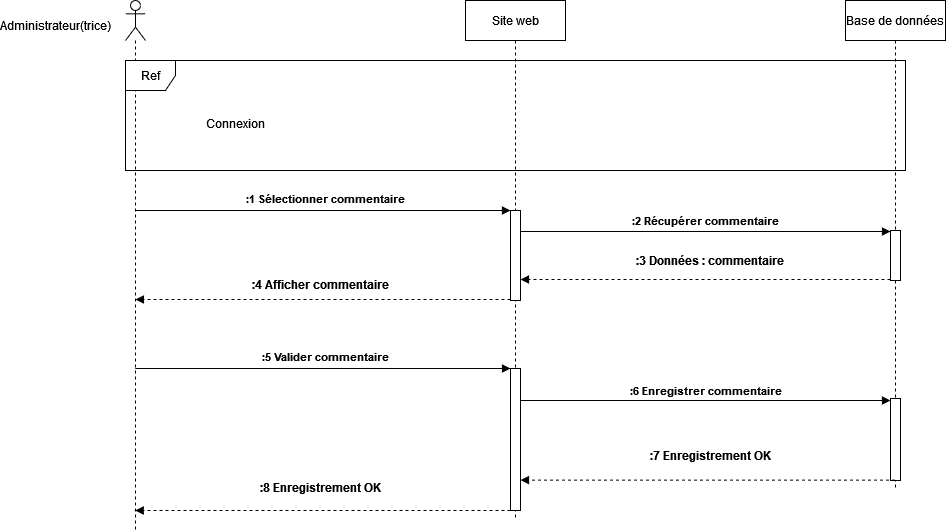 Administrateur(trice)
Site web
Base de données
Ref
Connexion
:1 Sélectionner commentaire
:2 Récupérer commentaire
:3 Données : commentaire
:4 Afficher commentaire
:5 Valider commentaire
:6 Enregistrer commentaire
:7 Enregistrement OK
:8 Enregistrement OK